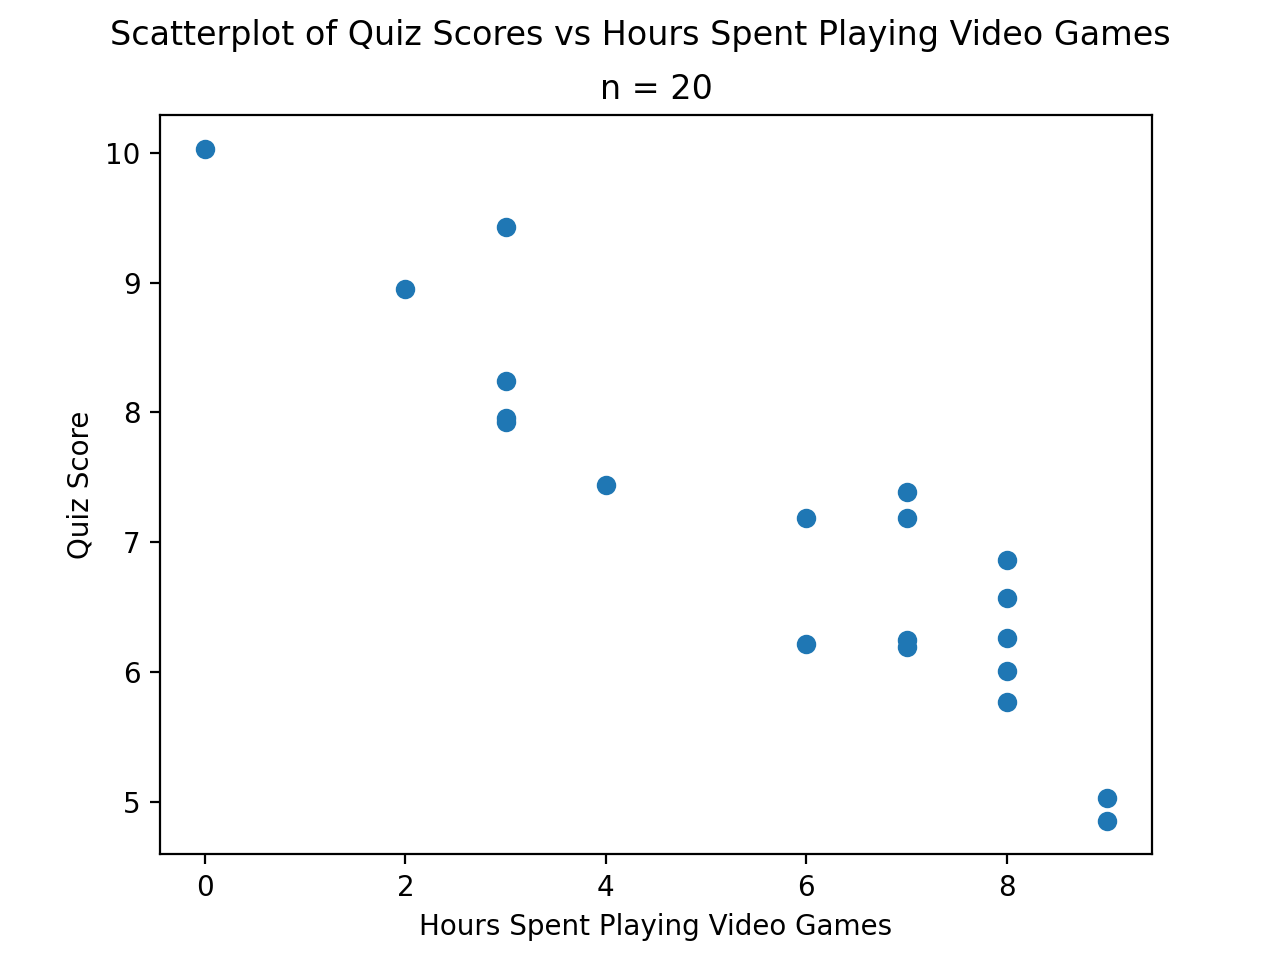 Scatterplot of Quiz Scores vs Hours Spent Playing Video Games
n = 20
10
9
8
7
6
5
Quiz Score
0 2 4 6 8
Hours Spent Playing Video Games